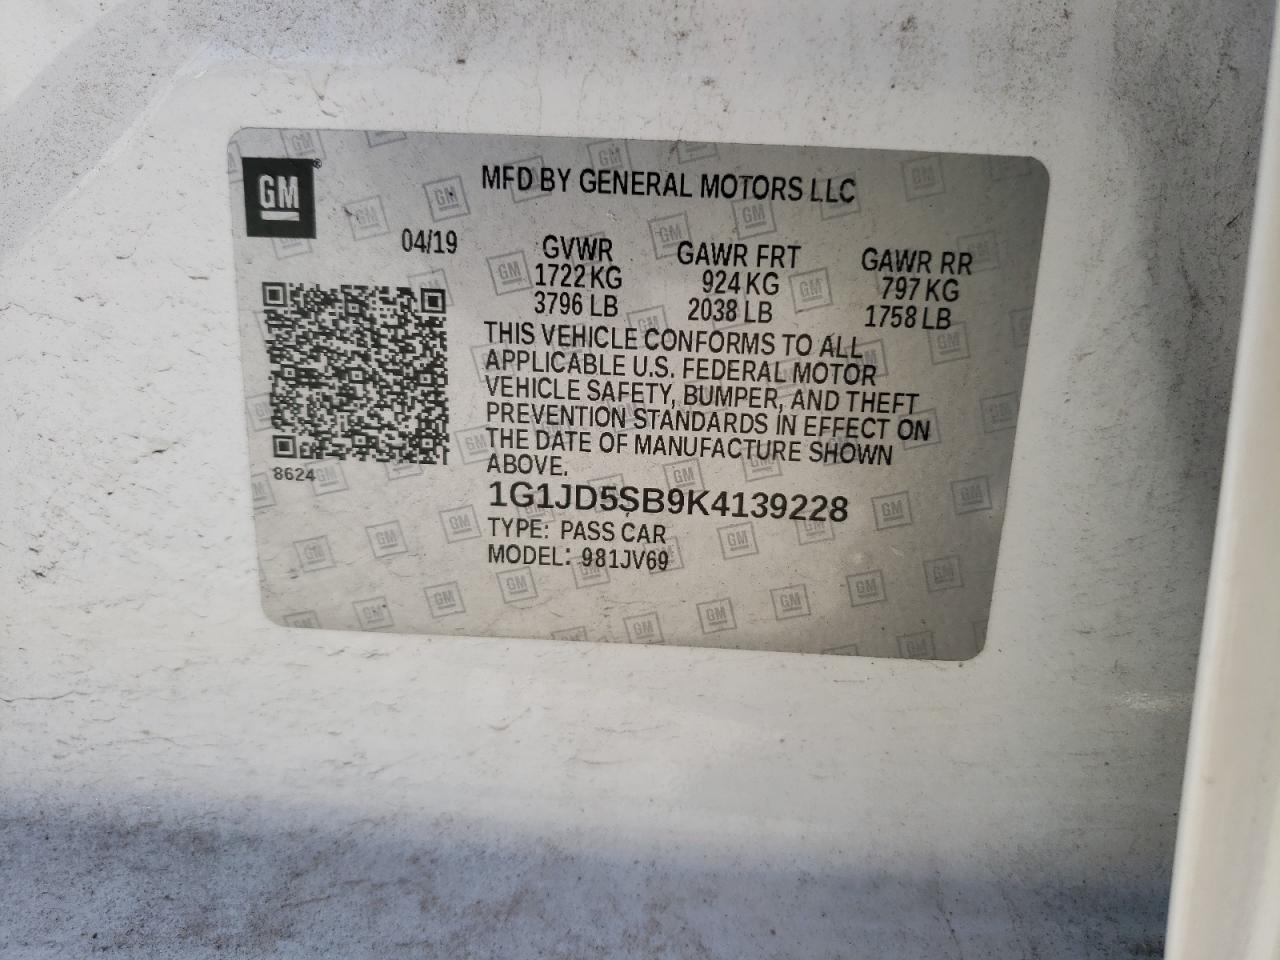 GM®
MFD BY GENERAL MOTORS LLC
04/19
GVWR GAWR FRT GAWR RR
1722 KG 924 KG 797 KG
3796 LB 2038 LB 1758 LB
THIS VEHICLE CONFORMS TO ALL
APPLICABLE U.S. FEDERAL MOTOR
VEHICLE SAFETY, BUMPER, AND THEFT
PREVENTION STANDARDS IN EFFECT ON
THE DATE OF MANUFACTURE SHOWN
ABOVE.
8624
1G1JD5SB9K4139228
TYPE: PASS CAR
MODEL: 981JV69